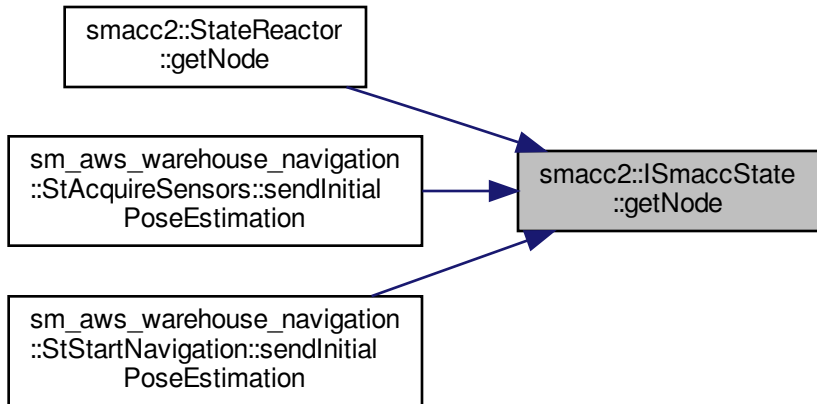 smacc2::StateReactor
::getNode
sm_aws_warehouse_navigation
::StAcquireSensors::sendInitial
PoseEstimation
smacc2::ISmaccState
::getNode
sm_aws_warehouse_navigation
::StStartNavigation::sendInitial
PoseEstimation